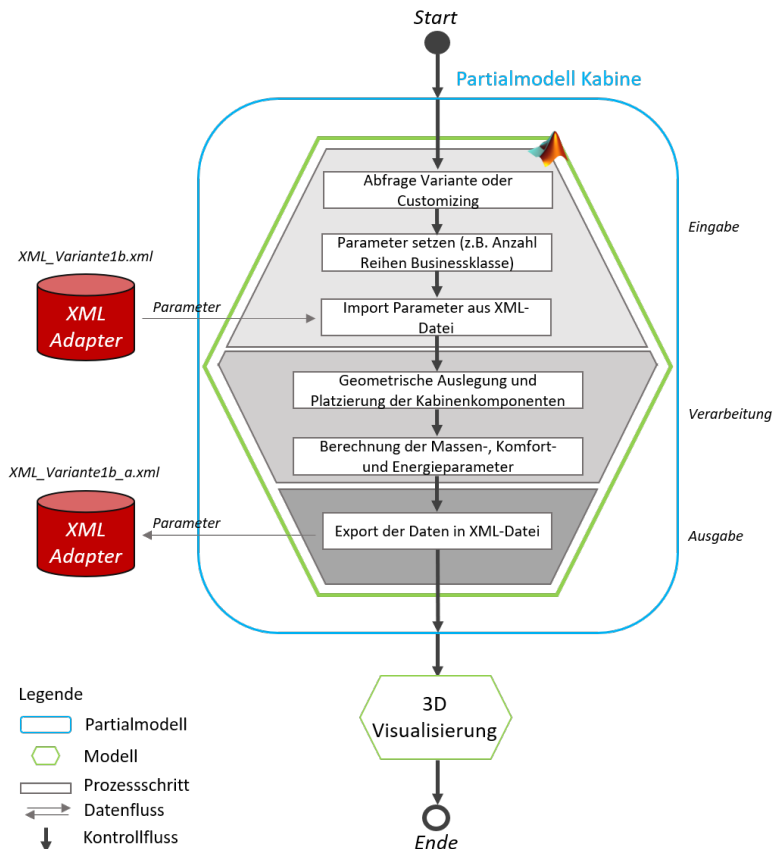 Start
Partialmodell Kabine
Abfrage Variante oder
Customizing
Eingabe
Parameter setzen (z.B. Anzahl
Reihen Businessklasse)
XML_Variante1b.xml
XML
Adapter
Parameter
Import Parameter aus XML-
Datei
Geometrische Auslegung und
Platzierung der Kabinenkomponenten
Verarbeitung
Berechnung der Massen-, Komfort-
und Energieparameter
XML_Variante1b_a.xml
XML
Adapter
Parameter
Export der Daten in XML-Datei
Ausgabe
3D
Visualisierung
Legende
Partialmodell
Modell
Prozessschritt
Datenfluss
Kontrollfluss
Ende